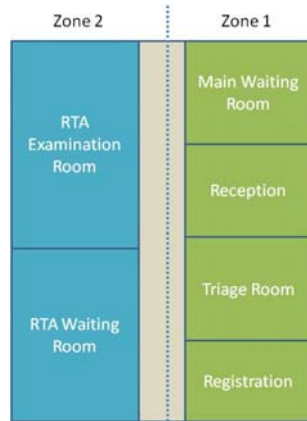 Zone 2
Zone 1
RTA
Examination
Room
RTA Waiting
Room
Main Waiting
Room
Reception
Triage Room
Registration